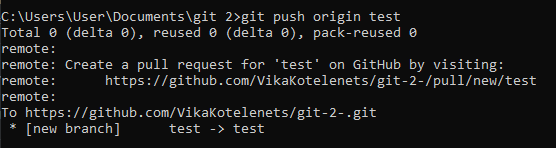 C:\Users\User\Documents\git 2>git push origin test
Total 0 (delta 0), reused 0 (delta 0), pack-reused 0
remote:
remote: Create a pull request for 'test' on GitHub by visiting:
remote:      https://github.com/VikaKotelenets/git-2-/pull/new/test
remote:
To https://github.com/VikaKotelenets/git-2-.git
 * [new branch]      test -> test